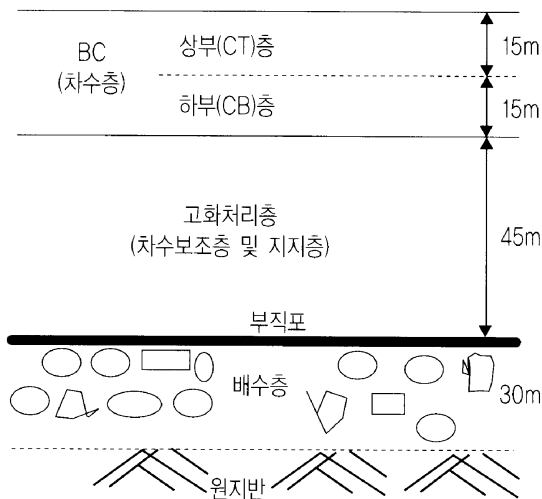 BC
(차수층)
상부(CT)층
15m
하부(CB)층
15m
고화처리층
(차수보조층 및 지지층)
45m
부직포
배수층
30m
원지반